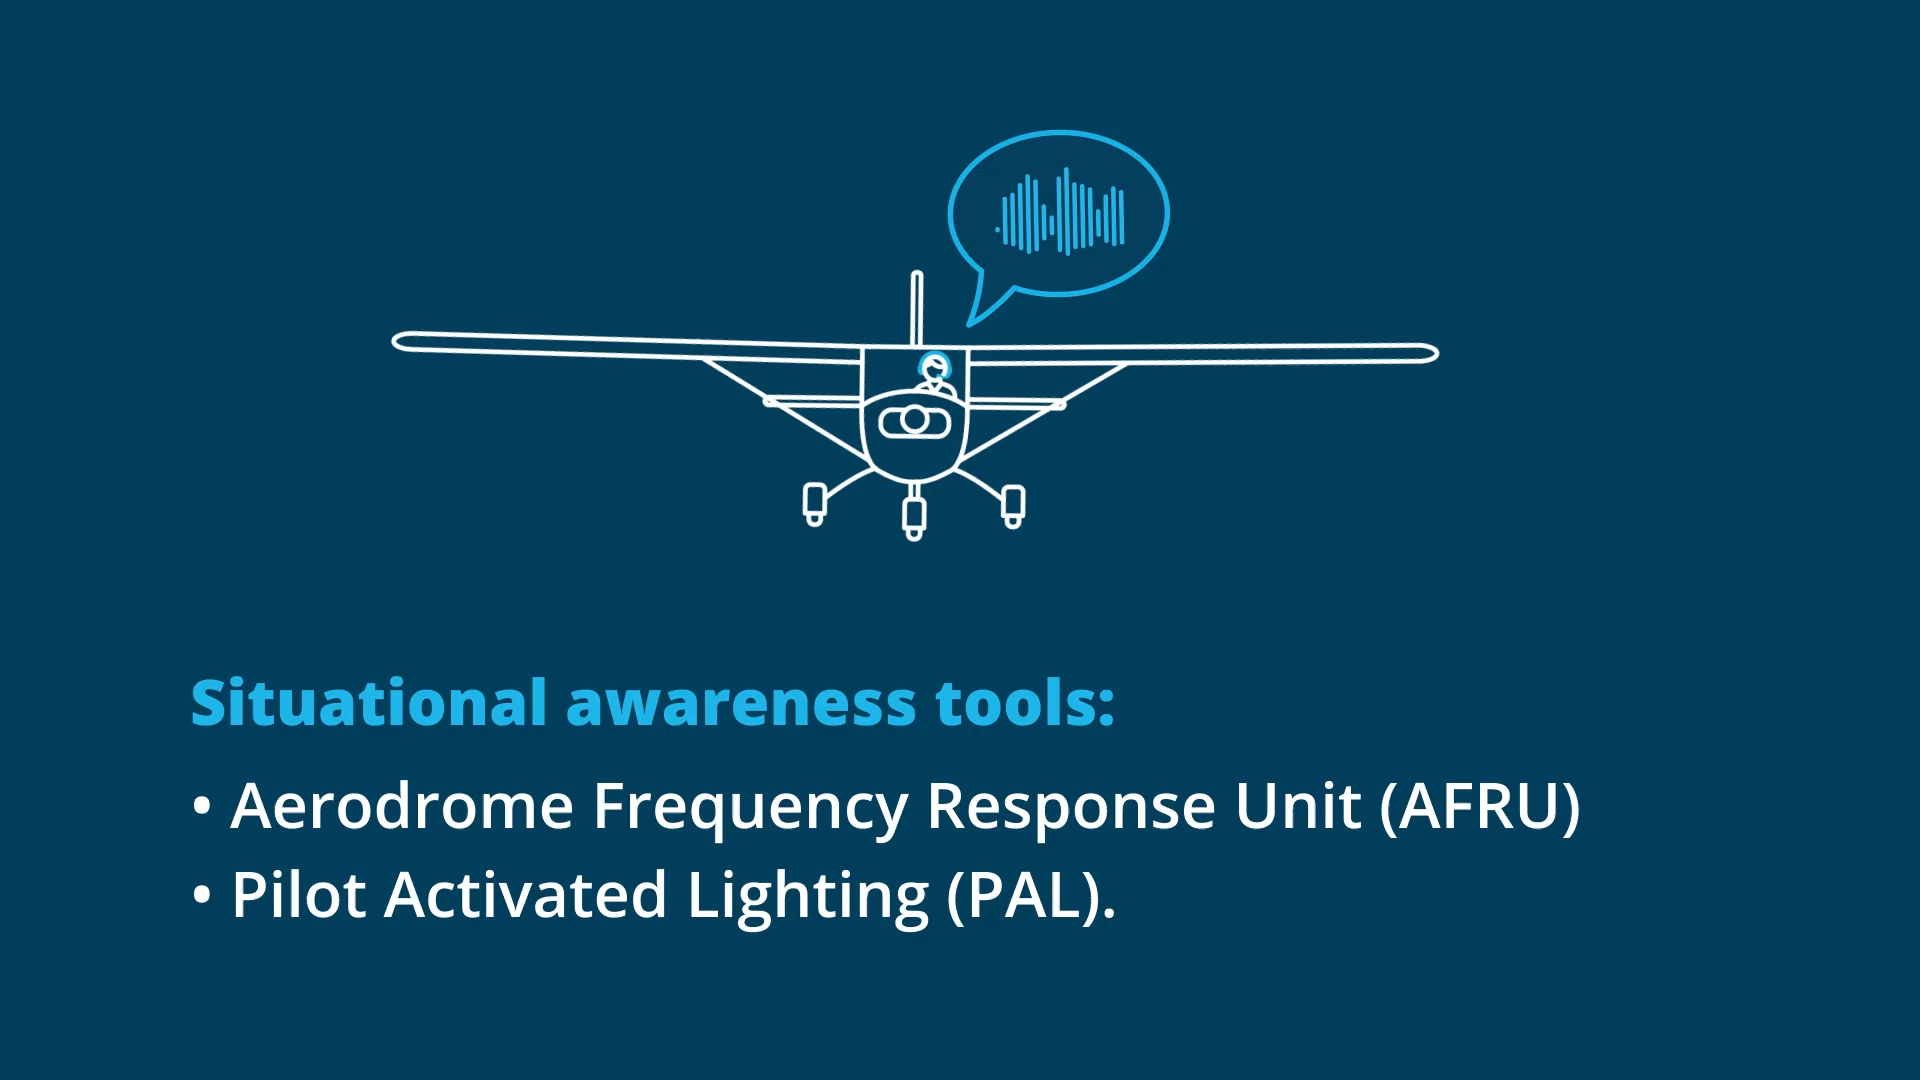 Situational awareness tools:
• Aerodrome Frequency Response Unit (AFRU)
• Pilot Activated Lighting (PAL).